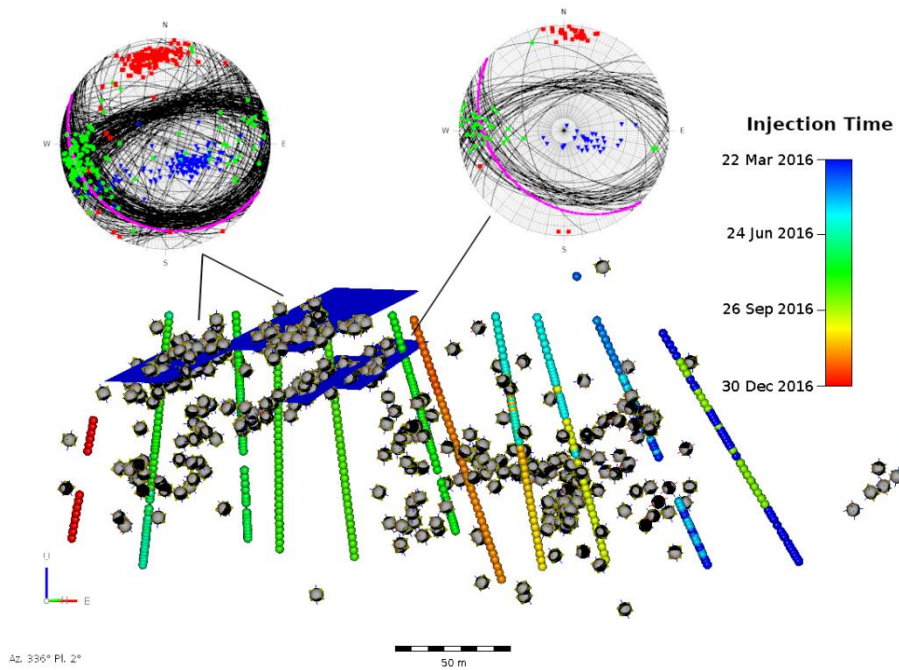 N
W
E
S
N
W
E
S
Injection Time
22 Mar 2016
24 Jun 2016
26 Sep 2016
30 Dec 2016
U
N
E
Az. 336° Pl. 2°
50 m